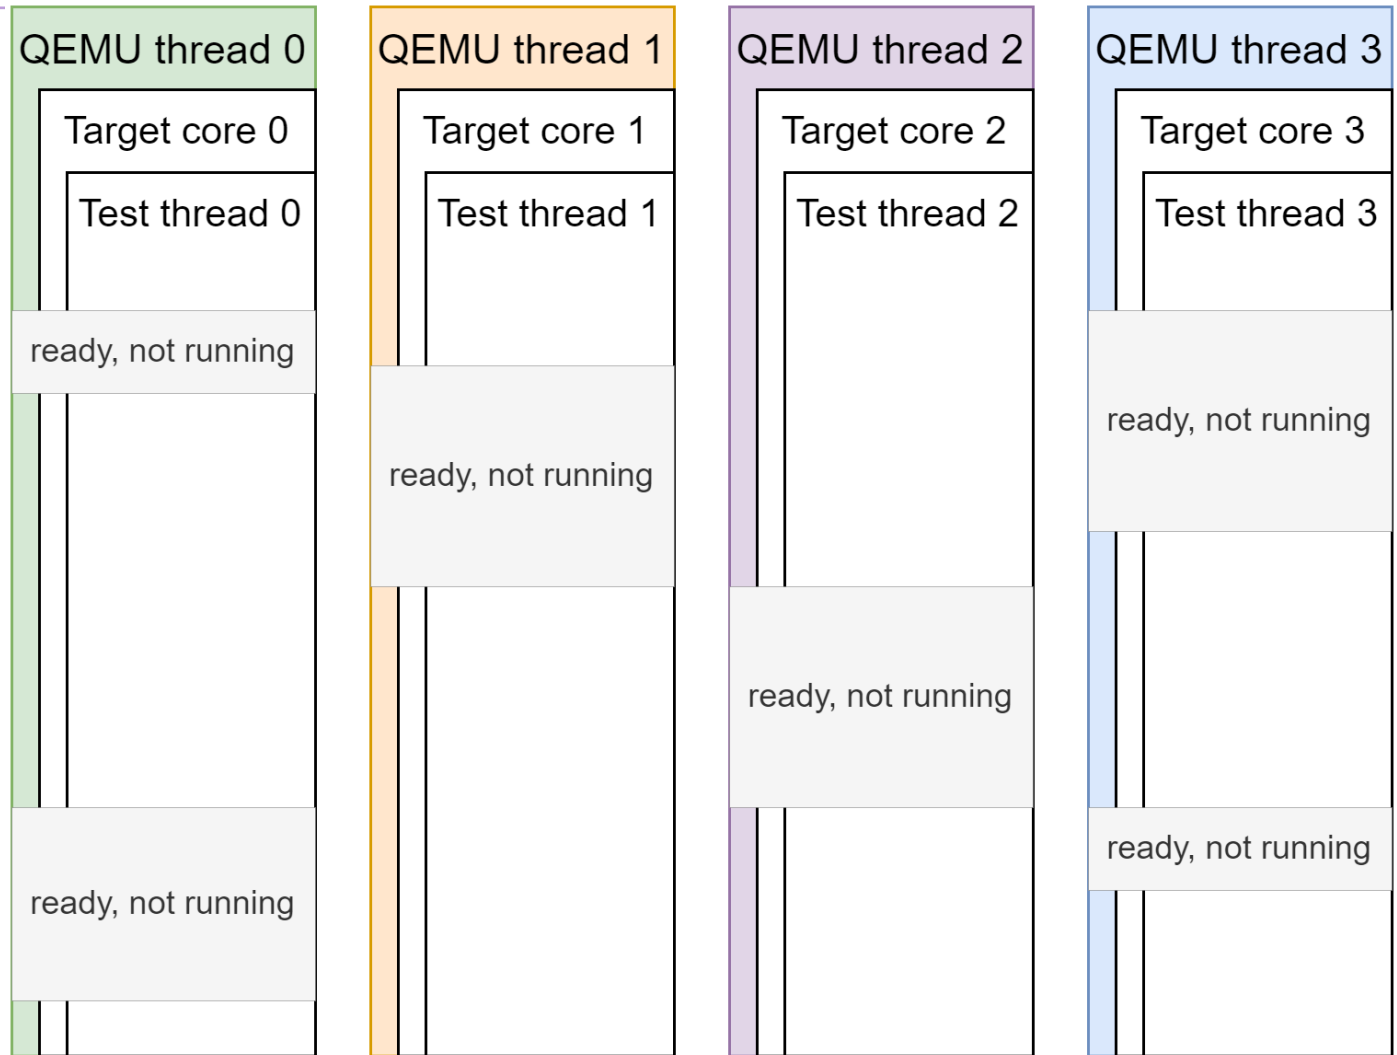 QEMU thread 0
Target core 0
Test thread 0
ready, not running
ready, not running
QEMU thread 1
Target core 1
Test thread 1
ready, not running
QEMU thread 2
Target core 2
Test thread 2
ready, not running
QEMU thread 3
Target core 3
Test thread 3
ready, not running
ready, not running